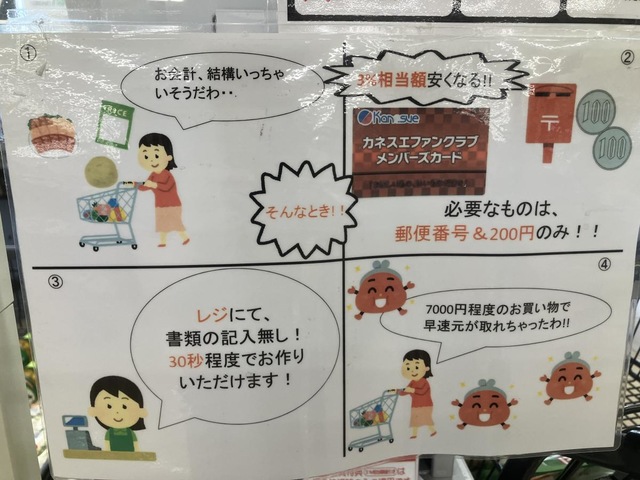 ①
お会計、結構いっちゃ
いそうだわ・・
そんなとき！！
②
3%相当額安くなる!!
Kanesue
カネスエファンクラブ
メンバーズカード
〒
100
100
必要なものは、
郵便番号＆200円のみ！！
③
レジにて、
書類の記入無し！
30秒程度でお作り
いただけます！
④
7000円程度のお買い物で
早速元が取れちゃったわ!!